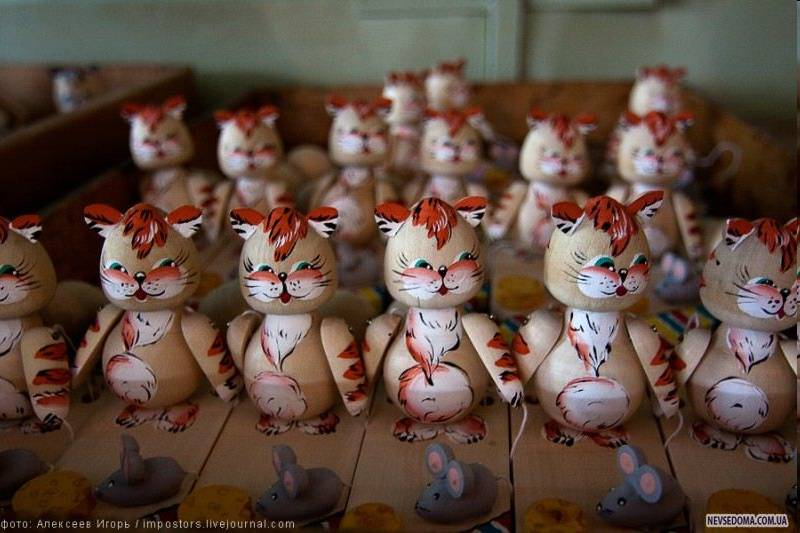 фото: Алексеев Игорь / impostors.livejournal.com
NEVSEDOMA.COM.UA